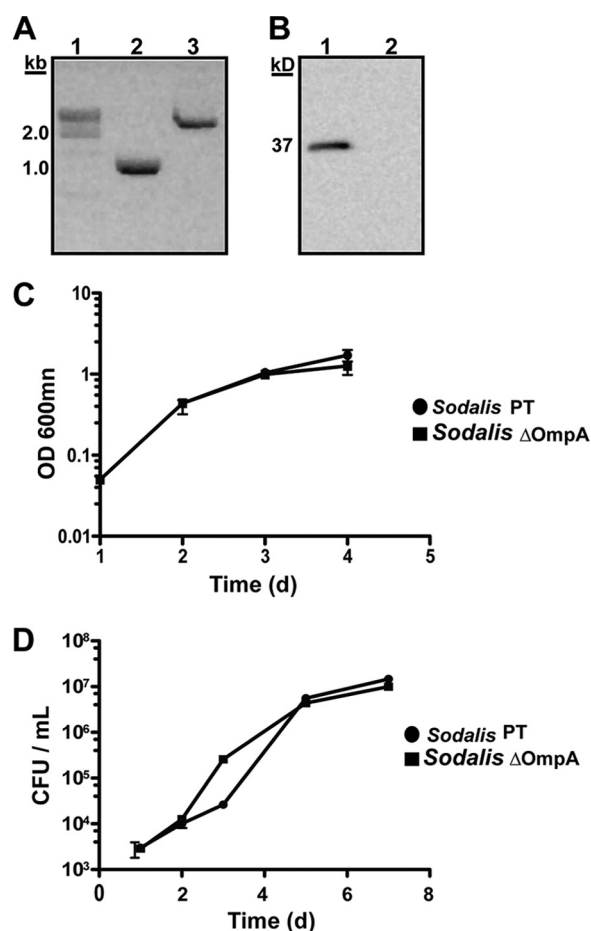 A
B
1 2 3
1 2
kb
kD
2.0
1.0
37
C
10
1
0.1
0.01
OD 600mn
1 2 3 4 5
Time (d)
Sodalis PT
Sodalis ΔOmpA
D
10⁸
10⁷
10⁶
10⁵
10⁴
10³
CFU / mL
0 2 4 6 8
Time (d)
Sodalis PT
Sodalis ΔOmpA